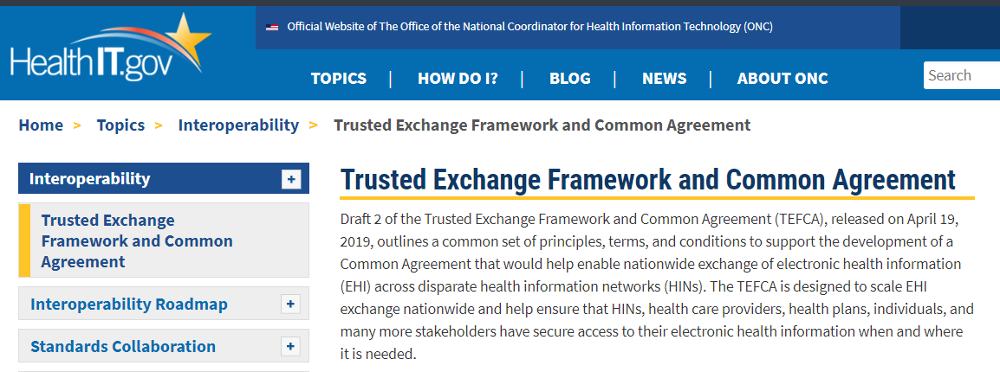 HealthIT.gov
Official Website of The Office of the National Coordinator for Health Information Technology (ONC)
TOPICS | HOW DO I? | BLOG | NEWS | ABOUT ONC
Search
Home > Topics > Interoperability > Trusted Exchange Framework and Common Agreement
Interoperability +
Trusted Exchange
Framework and Common
Agreement
Interoperability Roadmap +
Standards Collaboration +
Trusted Exchange Framework and Common Agreement
Draft 2 of the Trusted Exchange Framework and Common Agreement (TEFCA), released on April 19,
2019, outlines a common set of principles, terms, and conditions to support the development of a
Common Agreement that would help enable nationwide exchange of electronic health information
(EHI) across disparate health information networks (HINs). The TEFCA is designed to scale EHI
exchange nationwide and help ensure that HINs, health care providers, health plans, individuals, and
many more stakeholders have secure access to their electronic health information when and where
it is needed.